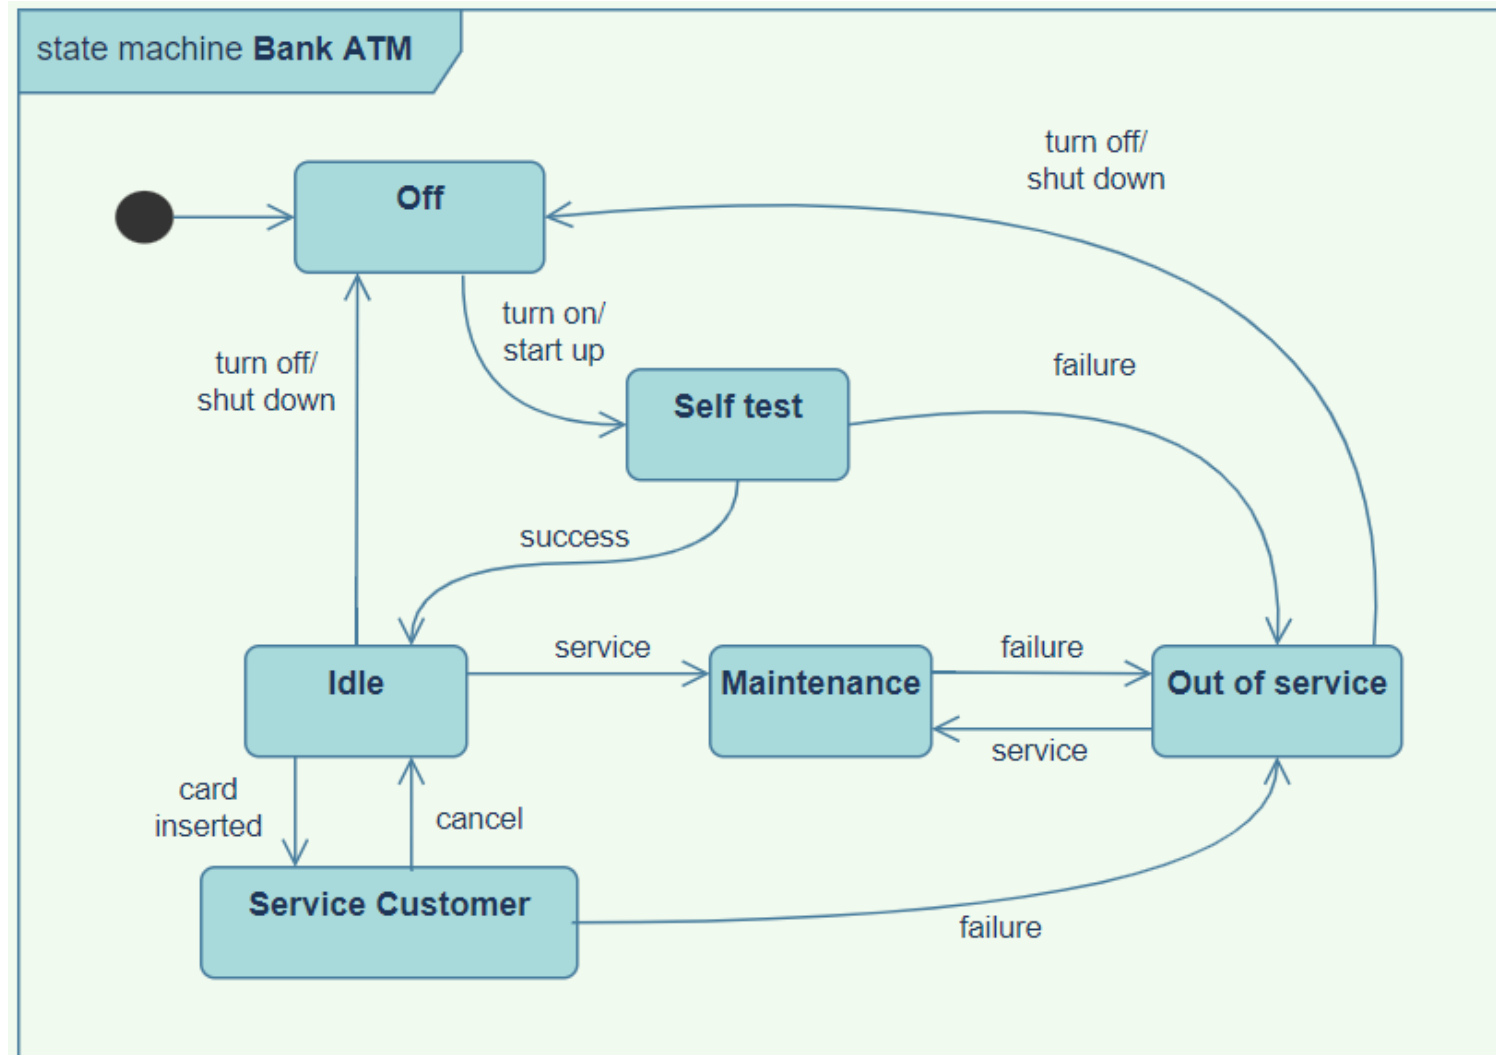 state machine Bank ATM
turn off/
shut down
Off
turn on/
start up
turn off/
shut down
failure
Self test
success
service
failure
Idle
Maintenance
Out of service
service
card
inserted
cancel
Service Customer
failure